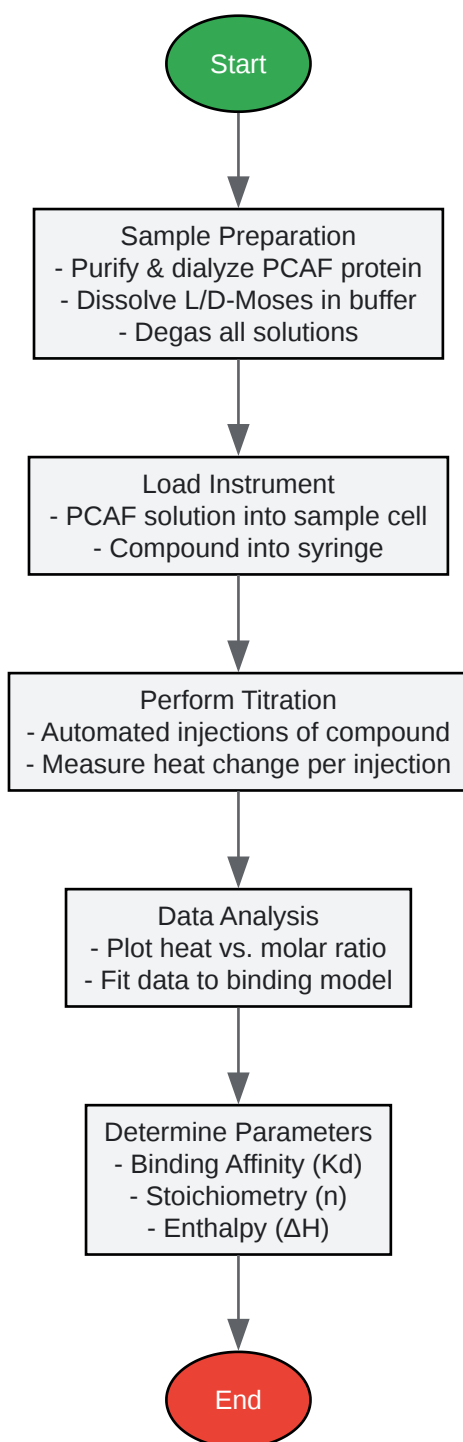 Start
Sample Preparation
- Purify & dialyze PCAF protein
- Dissolve L/D-Moses in buffer
- Degas all solutions
Load Instrument
- PCAF solution into sample cell
- Compound into syringe
Perform Titration
- Automated injections of compound
- Measure heat change per injection
Data Analysis
- Plot heat vs. molar ratio
- Fit data to binding model
Determine Parameters
- Binding Affinity (Kd)
- Stoichiometry (n)
- Enthalpy (ΔH)
End